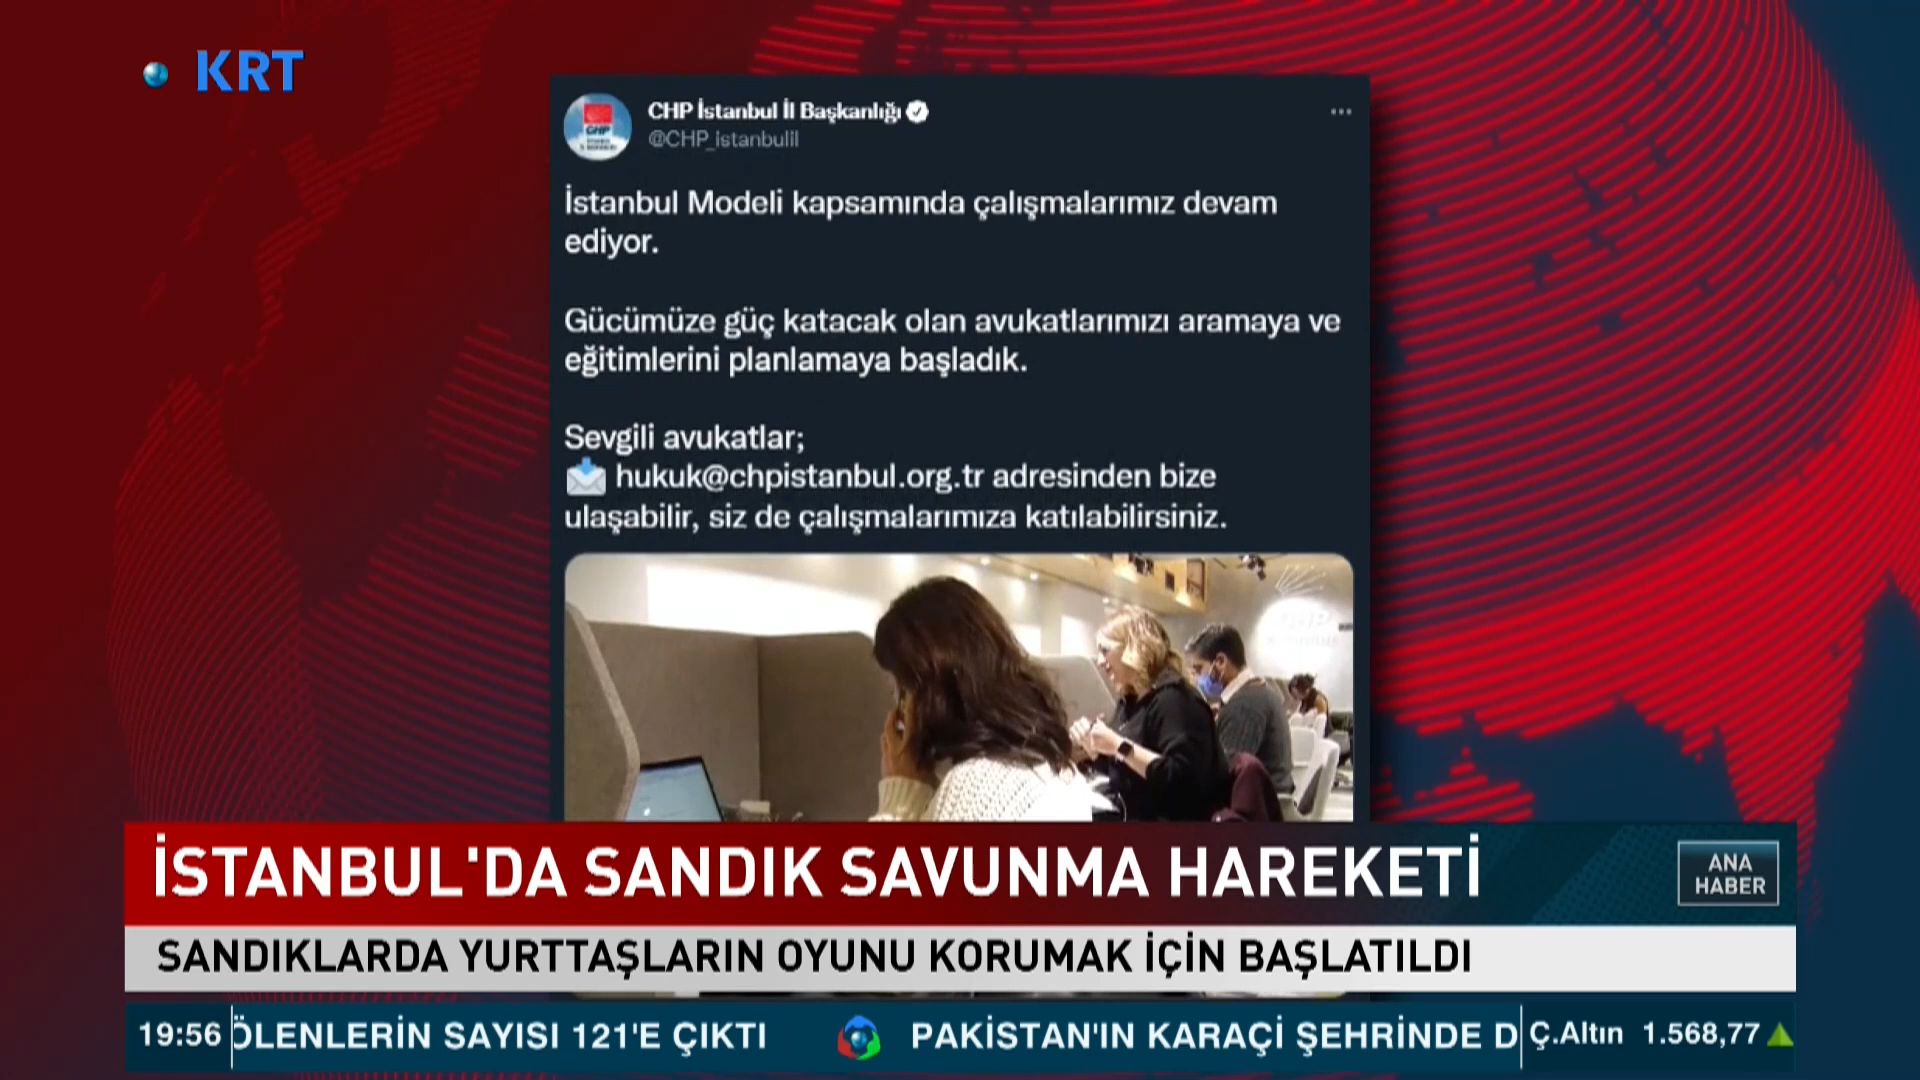 KRT
CHP İstanbul İl Başkanlığı
@CHP_istanbulil
İstanbul Modeli kapsamında çalışmalarımız devam
ediyor.
Gücümüze güç katacak olan avukatlarımızı aramaya ve
eğitimlerini planlamaya başladık.
Sevgili avukatlar;
hukuk@chpistanbul.org.tr adresinden bize
ulaşabilir, siz de çalışmalarımıza katılabilirsiniz.
İSTANBUL'DA SANDIK SAVUNMA HAREKETİ
ANA
HABER
SANDIKLARDA YURTTAŞLARIN OYUNU KORUMAK İÇİN BAŞLATILDI
19:56 ÖLENLERİN SAYISI 121'E ÇIKTI PAKİSTAN'IN KARAÇİ ŞEHRİNDE D Ç.Altın 1.568,77